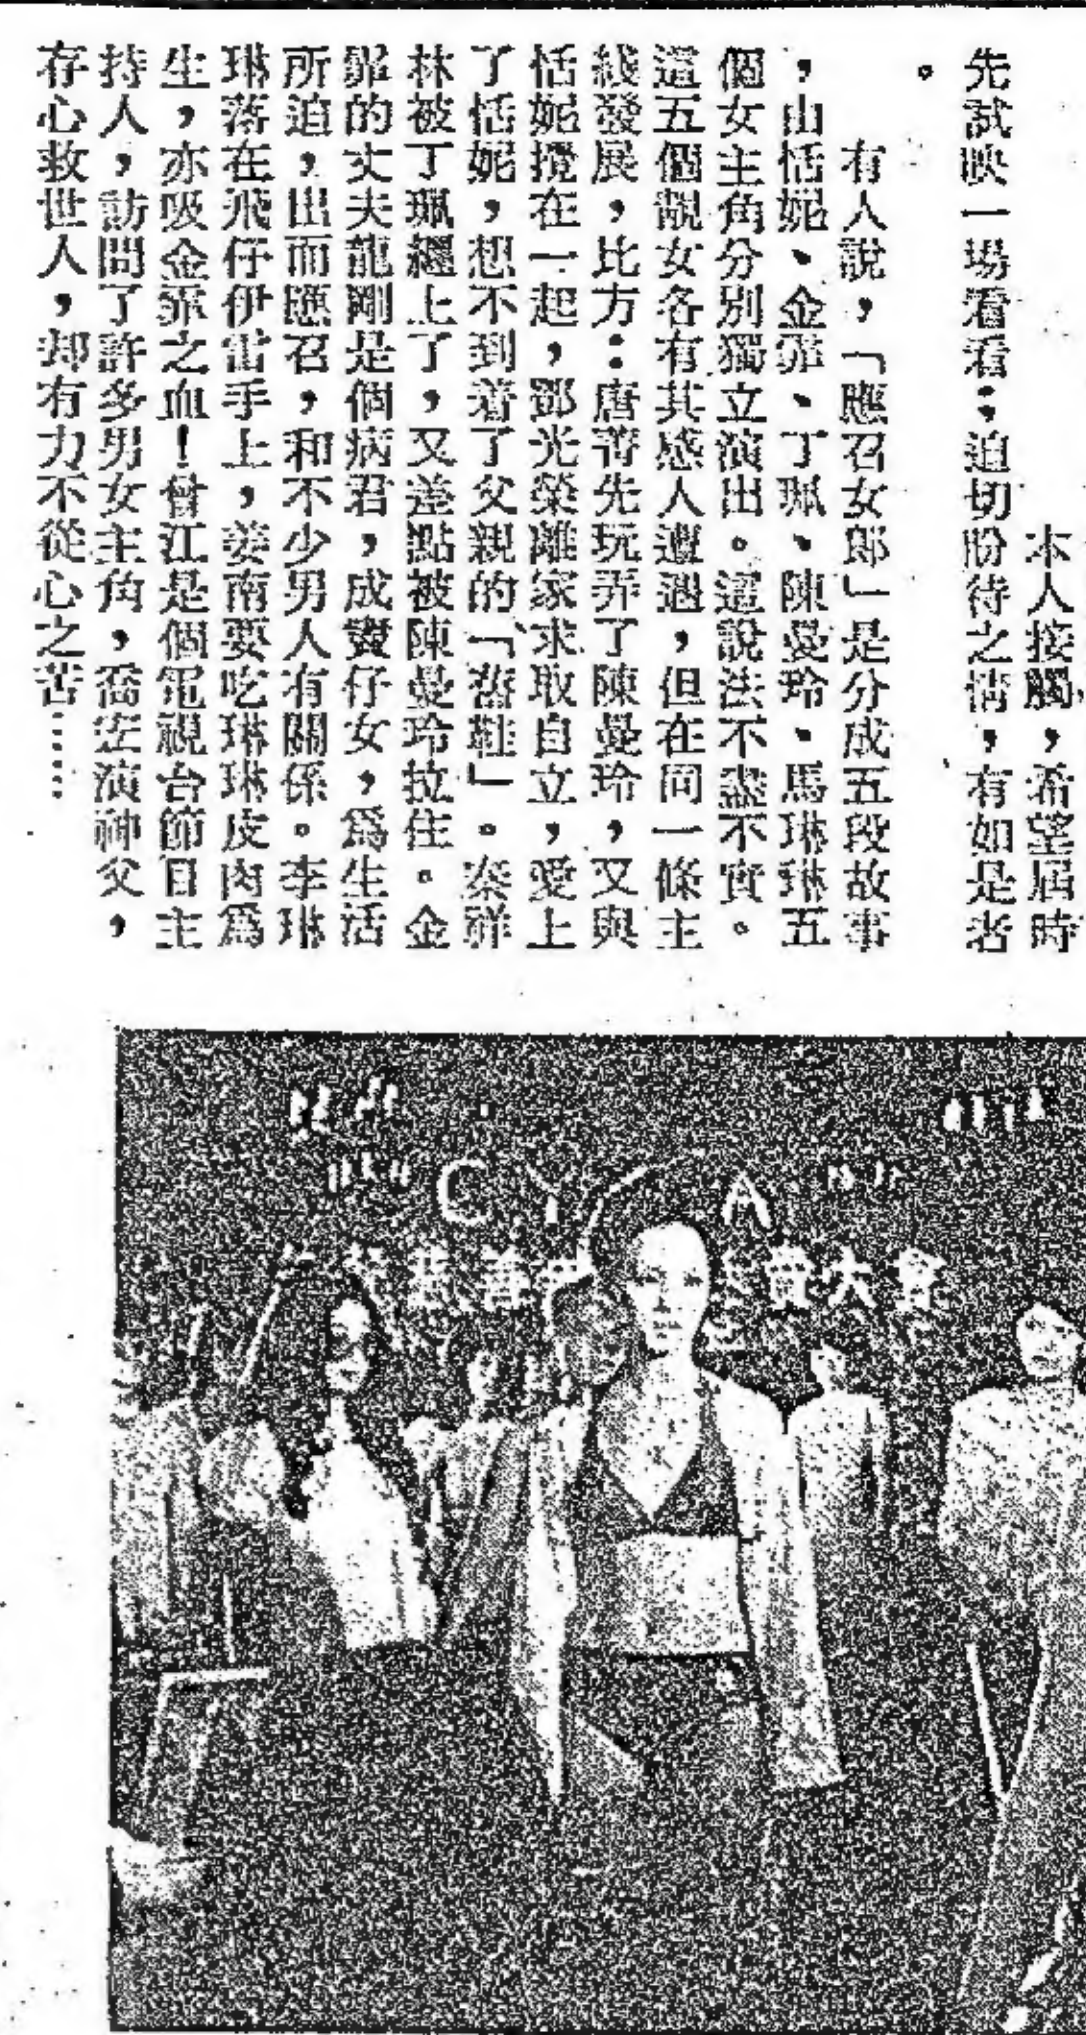 本人接觸,希望屆時
先試映一場看看;迫切盼待之情,有如是者
。
有人說,「應召女郎」是分成五段故事
,由恬妮、金霏、丁珮、陳曼玲、馬琳琳五
個女主角分別獨立演出。這說法不盡不實。
這五個靚女各有其感人遭遇,但在同一條主
綫發展,比方:唐菁先玩弄了陳曼玲,又與
恬妮攪在一起,鄧光榮離家求取自立,愛上
了恬妮,想不到着了父親的「舊鞋」。秦祥
林被丁珮纏上了,又差點被陳曼玲拉住。金
霏的丈夫龍剛是個病君,成竇仔女,爲生活
所迫,出而應召,和不少男人有關係。李琳
琳落在飛仔伊雷手上,姜南要吃琳琳皮肉爲
生,亦吸金霏之血!曾江是個電視台節目主
持人,訪問了許多男女主角,喬宏演神父,
存心救世人,却有力不從心之苦……
C Y A
慈善
賣大會